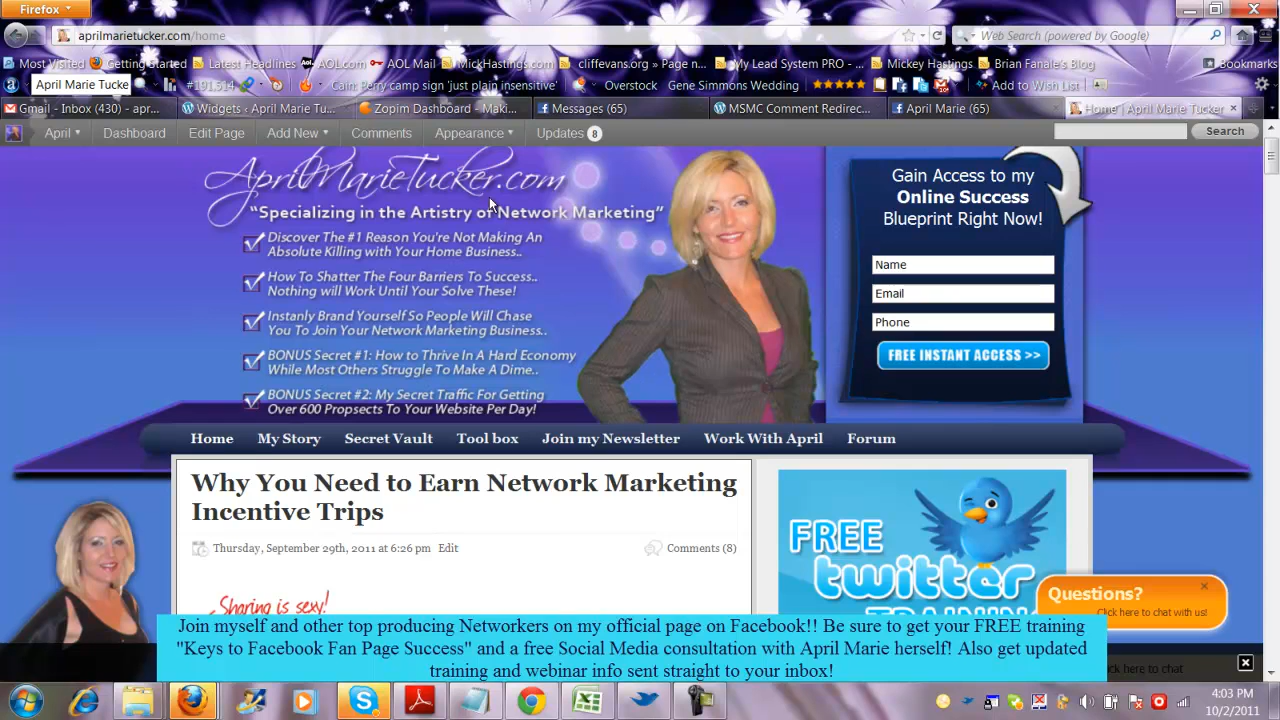 Firefox
aprilmarietucker.com/home
Web Search (powered by Google)
Most Visited Getting Started Latest Headlines AOL.com AOL Mail MickHastings.com cliffevans.org » Page n... My Lead System PRO - ... Mickey Hastings Brian Fanale's Blog Bookmarks
April Marie Tucke #191,514 Cain: Perry camp sign 'just plain insensitive' Overstock Gene Simmons Wedding Add to Wish List
Gmail - Inbox (430) - apr... Widgets ‹ April Marie Tu... Zopim Dashboard - Maki... Messages (65) MSMC Comment Redirec... April Marie (65) Home | April Marie Tucker
April Dashboard Edit Page Add New Comments Appearance Updates 8 Search
AprilMarieTucker.com
"Specializing in the Artistry of Network Marketing"
Discover The #1 Reason You're Not Making An
Absolute Killing with Your Home Business..
How To Shatter The Four Barriers To Success..
Nothing will Work Until Your Solve These!
Instanly Brand Yourself So People Will Chase
You To Join Your Network Marketing Business..
BONUS Secret #1: How to Thrive In A Hard Economy
While Most Others Struggle To Make A Dime..
BONUS Secret #2: My Secret Traffic For Getting
Over 600 Propsects To Your Website Per Day!
Gain Access to my
Online Success
Blueprint Right Now!
Name
Email
Phone
FREE INSTANT ACCESS >>
Home My Story Secret Vault Tool box Join my Newsletter Work With April Forum
Why You Need to Earn Network Marketing
Incentive Trips
Thursday, September 29th, 2011 at 6:26 pm Edit Comments (8)
Sharing is sexy!
FREE
twitter
TRAINING
Questions?
Click here to chat with us!
Join myself and other top producing Networkers on my official page on Facebook!! Be sure to get your FREE training
"Keys to Facebook Fan Page Success" and a free Social Media consultation with April Marie herself! Also get updated
training and webinar info sent straight to your inbox!
lick here to chat
4:03 PM
10/2/2011